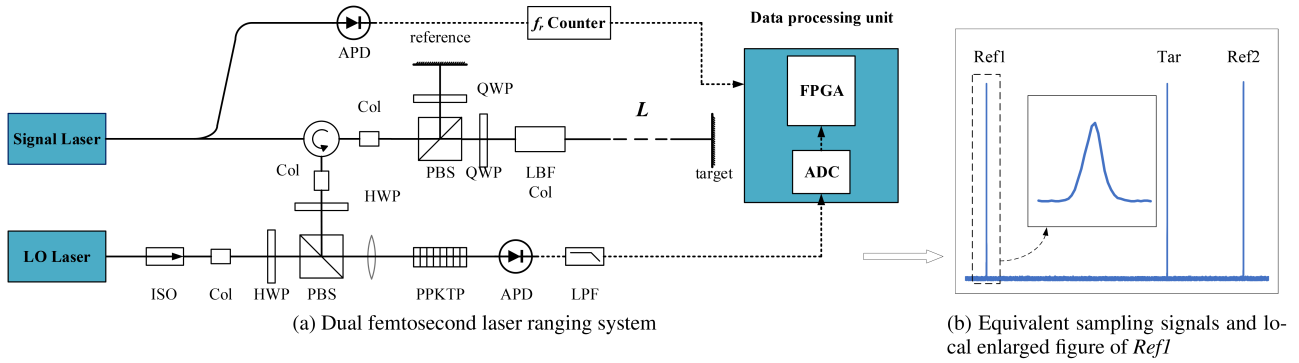 Data processing unit
f_r Counter
APD
reference
QWP
FPGA
Col
L
Signal Laser
Col
PBS
QWP
LBF
Col
target
ADC
HWP
LO Laser
ISO
Col
HWP
PBS
PPKTP
APD
LPF
(a) Dual femtosecond laser ranging system
Ref1
Tar
Ref2
(b) Equivalent sampling signals and lo-
cal enlarged figure of Ref1